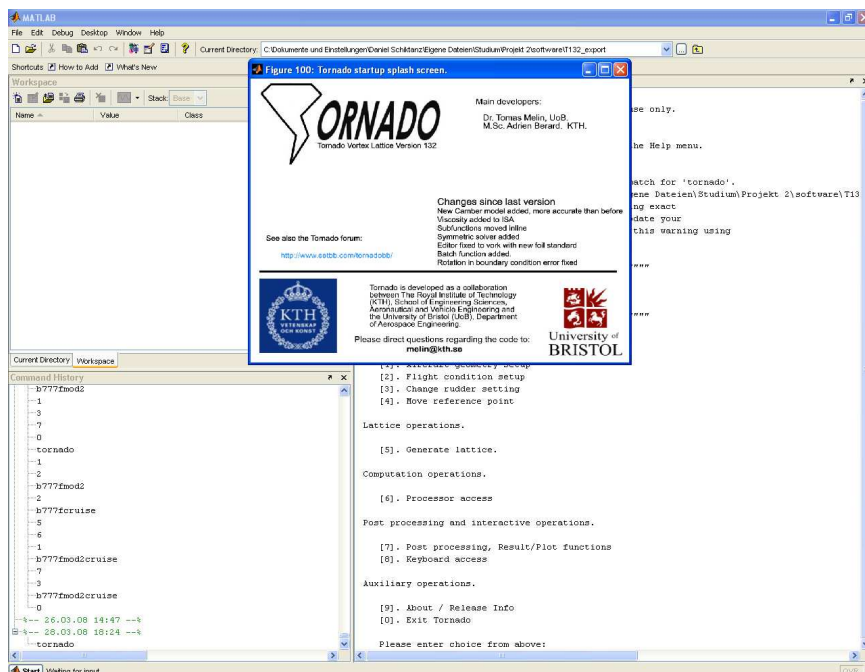 MATLAB
File Edit Debug Desktop Window Help
Current Directory: C:\Dokumente und Einstellungen\Daniel Schiktanz\Eigene Dateien\Studium\Projekt 2\software\T132_export
Shortcuts How to Add What's New
Workspace
Stack: Base
Name Value Class
Figure 100: Tornado startup splash screen.
TORNADO
Tornado Vortex Lattice Version 132
Main developers:
Dr. Tomas Melin, UoB.
M.Sc. Adrien Berard, KTH.
Changes since last version
New Camber model added, more accurate than before
Viscosity added to ISA
Subfunctions moved inline
Symmetric solver added
Editor fixed to work with new foil standard
Batch function added.
Rotation in boundary condition error fixed
See also the Tornado forum:
http://www.eatbb.com/tornadobb/
KTH
VETENSKAP
OCH KONST
Tornado is developed as a collaboration
between The Royal Institute of Technology
(KTH), School of Engineering Sciences,
Aeronautical and Vehicle Engineering and
the University of Bristol (UoB), Department
of Aerospace Engineering.
Please direct questions regarding the code to:
melin@kth.se
University of
BRISTOL
use only.
the Help menu.
match for 'tornado'.
gene Dateien\Studium\Projekt 2\software\T13
ing exact
date your
this warning using
Current Directory Workspace
Command History
b777fmod2
1
3
7
0
tornado
1
2
b777fmod2
2
b777fcruise
5
6
1
b777fmod2cruise
7
3
b777fmod2cruise
0
%-- 26.03.08 14:47 --%
%-- 28.03.08 18:24 --%
tornado
[1]. Aircraft geometry setup
[2]. Flight condition setup
[3]. Change rudder setting
[4]. Move reference point
Lattice operations.
[5]. Generate lattice.
Computation operations.
[6]. Processor access
Post processing and interactive operations.
[7]. Post processing, Result/Plot functions
[8]. Keyboard access
Auxiliary operations.
[9]. About / Release Info
[0]. Exit Tornado
Please enter choice from above:
Start Waiting for input
OVR